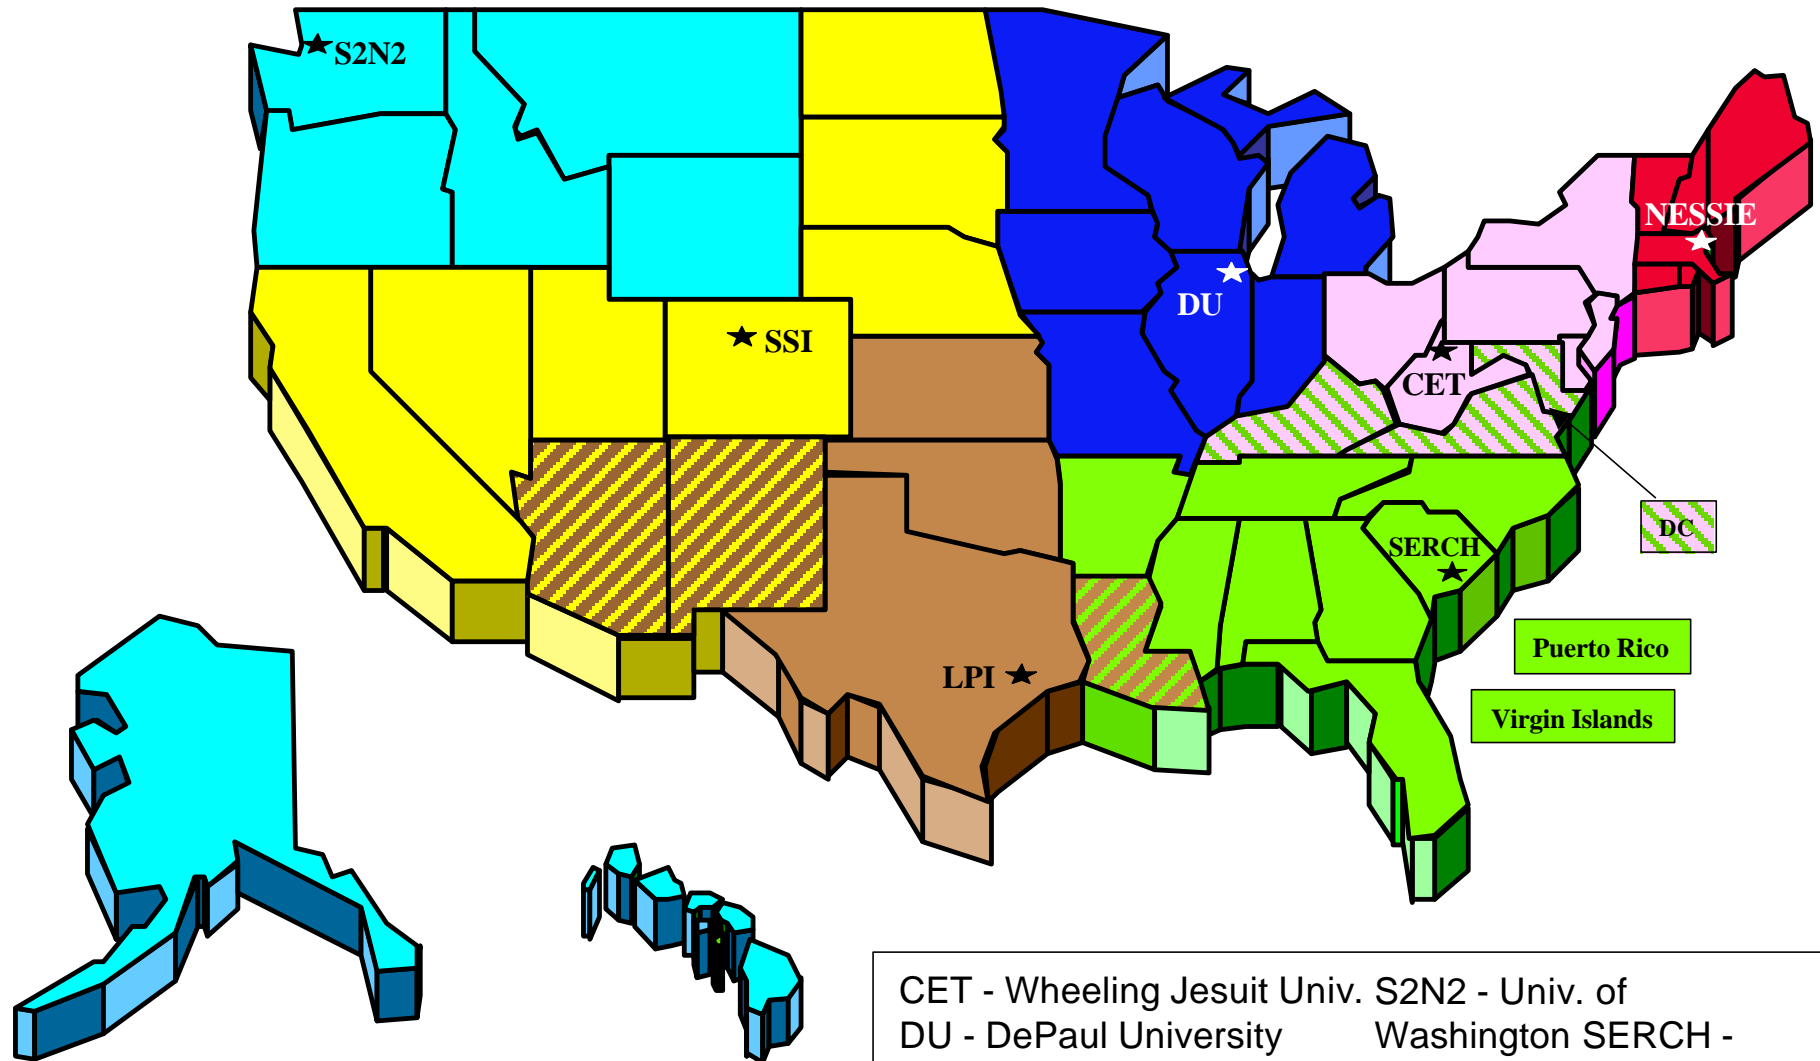 S2N2
NESSIE
DU
SSI
CET
DC
SERCH
Puerto Rico
LPI
Virgin Islands
CET - Wheeling Jesuit Univ. S2N2 - Univ. of
DU - DePaul University Washington SERCH -